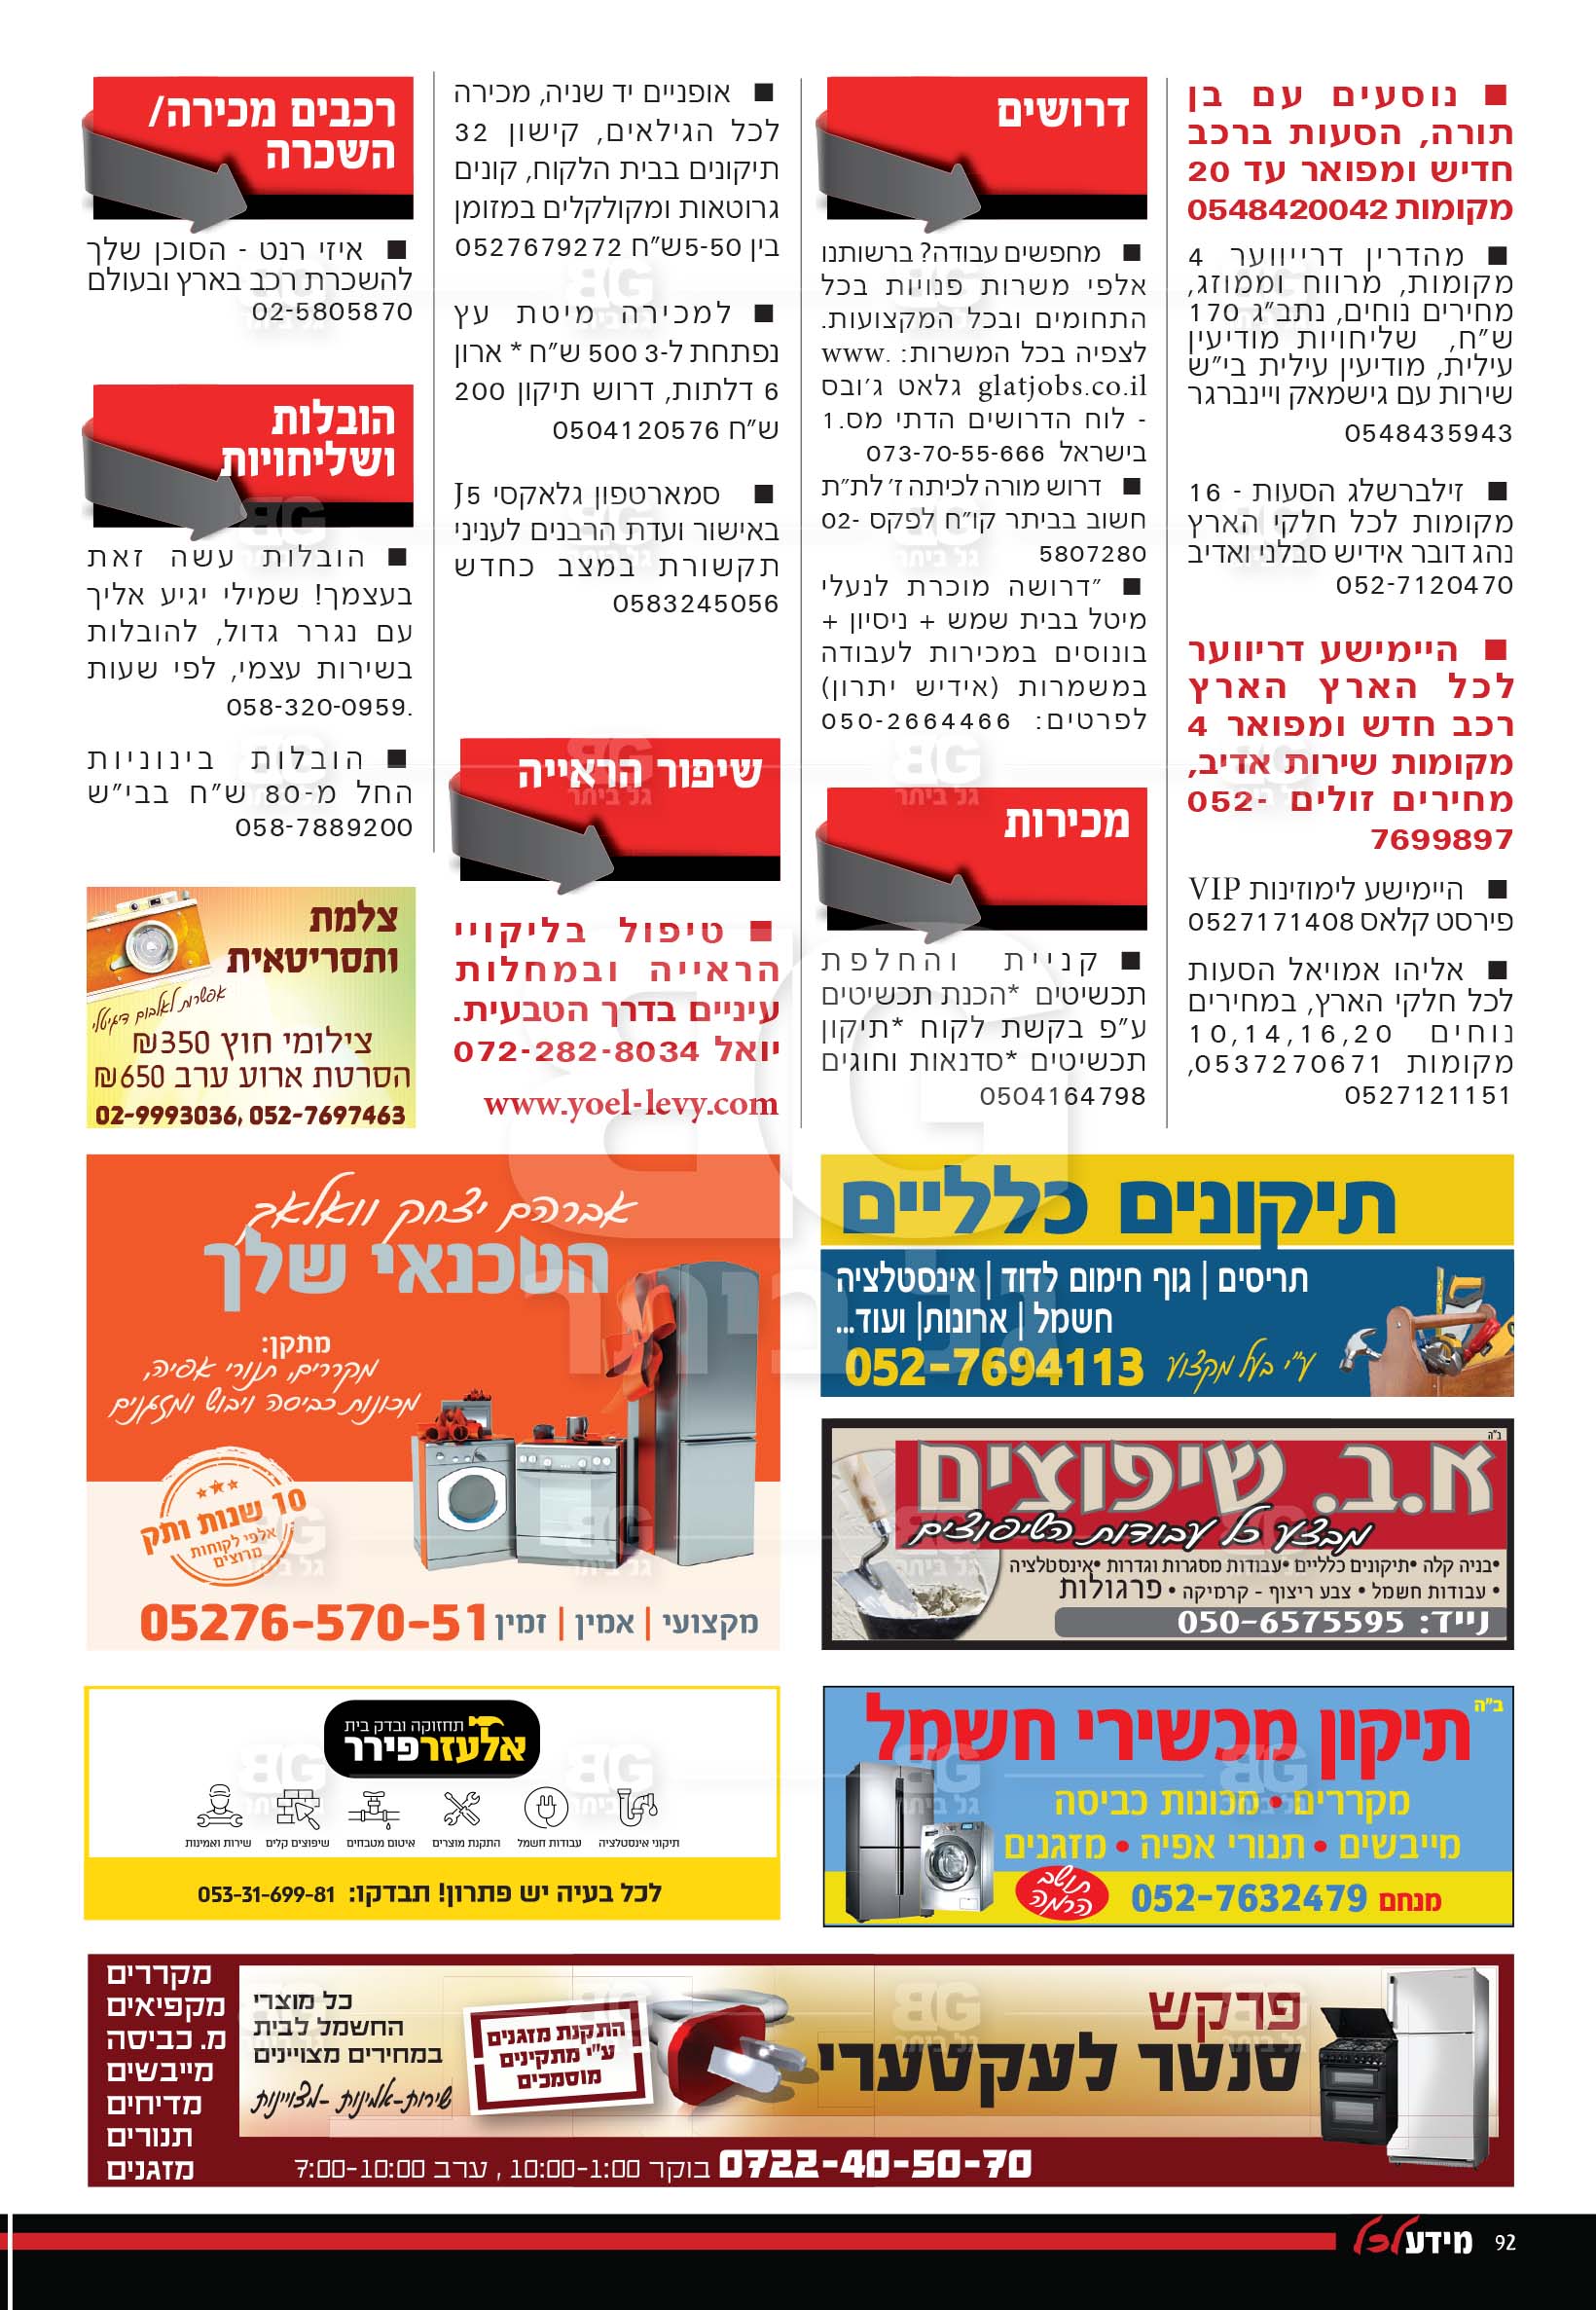 ■ נוסעים עם בן
תורה, הסעות ברכב
חדיש ומפואר עד 20
מקומות 0548420042
■ מהדרין דרייווער 4
מקומות, מרווח וממוזג,
מחירים נוחים, נתב"ג 170
ש"ח, שליחויות מודיעין
עילית, מודיעין עילית בי"ש
שירות עם גישמאק ויינברגר
0548435943
■ זילברשלג הסעות - 16
מקומות לכל חלקי הארץ
נהג דובר אידיש סבלני ואדיב
052-7120470
■ היימישע דריווער
לכל הארץ הארץ
רכב חדש ומפואר 4
מקומות שירות אדיב,
מחירים זולים 052-
7699897
■ היימישע לימוזינות VIP
פירסט קלאס 0527171408
■ אליהו אמויאל הסעות
לכל חלקי הארץ, במחירים
נוחים 10,14,16,20
מקומות 0537270671,
0527121151
דרושים
■ מחפשים עבודה? ברשותנו
אלפי משרות פנויות בכל
התחומים ובכל המקצועות.
לצפיה בכל המשרות: www.
glatjobs.co.il גלאט ג'ובס
- לוח הדרושים הדתי מס.1
בישראל 073-70-55-666
■ דרוש מורה לכיתה ז' לת"ת
חשוב בביתר קו"ח לפקס 02-
5807280
■ "דרושה מוכרת לנעלי
מיטל בבית שמש + ניסיון +
בונוסים במכירות לעבודה
במשמרות (אידיש יתרון)
לפרטים: 050-2664466
מכירות
■ קניית והחלפת
תכשיטים *הכנת תכשיטים
ע"פ בקשת לקוח *תיקון
תכשיטים *סדנאות וחוגים
0504164798
■ אופניים יד שניה, מכירה
לכל הגילאים, קישון 32
תיקונים בבית הלקוח, קונים
גרוטאות ומקולקלים במזומן
בין 5-50ש"ח 0527679272
■ למכירה מיטת עץ
נפתחת ל-3 500 ש"ח * ארון
6 דלתות, דרוש תיקון 200
ש"ח 0504120576
■ סמארטפון גלאקסי J5
באישור ועדת הרבנים לעניני
תקשורת במצב כחדש
0583245056
שיפור הראייה
■ טיפול בליקויי
הראייה ובמחלות
עיניים בדרך הטבעית.
יואל 072-282-8034
www.yoel-levy.com
רכבים מכירה/
השכרה
■ איזי רנט - הסוכן שלך
להשכרת רכב בארץ ובעולם
02-5805870
הובלות
ושליחויות
■ הובלות עשה זאת
בעצמך! שמילי יגיע אליך
עם נגרר גדול, להובלות
בשירות עצמי, לפי שעות
.058-320-0959
■ הובלות בינוניות
החל מ-80 ש"ח בבי"ש
058-7889200
צלמת
ותסריטאית
אפשרות לאלבום דיגיטלי
צילומי חוץ 350₪
הסרטת ארוע ערב 650₪
02-9993036, 052-7697463
תיקונים כלליים
תריסים | גוף חימום לדוד | אינסטלציה
חשמל | ארונות| ועוד...
ע"י בעל מקצוע 052-7694113
אברהם יצחק וואלאך
הטכנאי שלך
מתקן:
מקררים, תנורי אפיה,
מכונות כביסה ויבוש ומזגנים
10 שנות ותק
אלפי לקוחות
מרוצים
מקצועי | אמין | זמין 05276-570-51
ב"ה
א.ב. שיפוצים
מבצע כל עבודות השיפוצים
•בניה קלה •תיקונים כלליים •עבודות מסגרות וגדרות •אינסטלציה
• עבודות חשמל • צבע ריצוף - קרמיקה • פרגולות
נייד: 050-6575595
ב"ה
תיקון מכשירי חשמל
מקררים • מכונות כביסה
מייבשים • תנורי אפיה • מזגנים
מנחם 052-7632479
תושב
הרמה
תחזוקה ובדק בית
אלעזר פירר
תיקוני אינסטלציה
עבודות חשמל
התקנת מוצרים
איטום מטבחים
שיפוצים קלים
שירות ואמינות
לכל בעיה יש פתרון! תבדקו: 053-31-699-81
פרקש
סנטר לעקטערי
התקנת מזגנים
ע"י מתקינים
מוסמכים
כל מוצרי
החשמל לבית
במחירים מצויינים
שירות-אמינות-מצויינות
מקררים
מקפיאים
מ. כביסה
מייבשים
מדיחים
תנורים
מזגנים
0722-40-50-70 בוקר 10:00-1:00 , ערב 7:00-10:00
92 מידע לכל
BG
גל ביתר